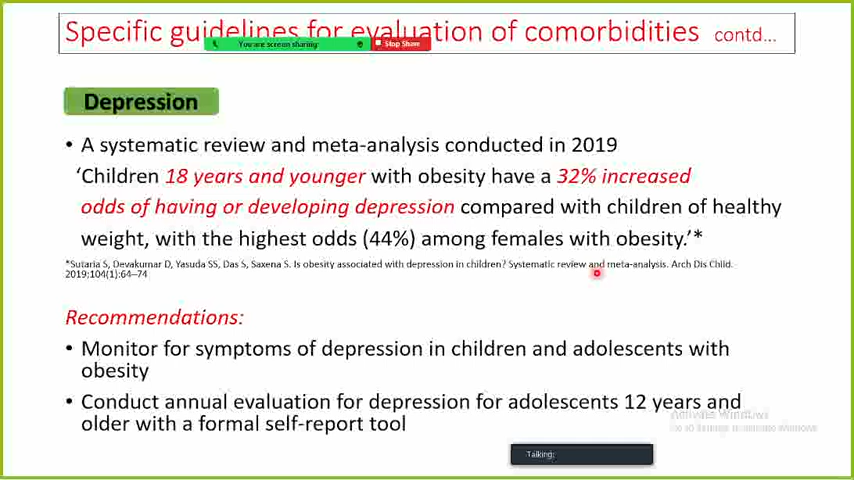 Specific guidelines for evaluation of comorbidities contd...
You are screen sharing
Stop Share
Depression
• A systematic review and meta-analysis conducted in 2019
‘Children 18 years and younger with obesity have a 32% increased
odds of having or developing depression compared with children of healthy
weight, with the highest odds (44%) among females with obesity.’*
*Sutaria S, Devakumar D, Yasuda SS, Das S, Saxena S. Is obesity associated with depression in children? Systematic review and meta-analysis. Arch Dis Child.
2019;104(1):64–74
Recommendations:
• Monitor for symptoms of depression in children and adolescents with
obesity
• Conduct annual evaluation for depression for adolescents 12 years and
older with a formal self-report tool
Activate Windows
Talking: